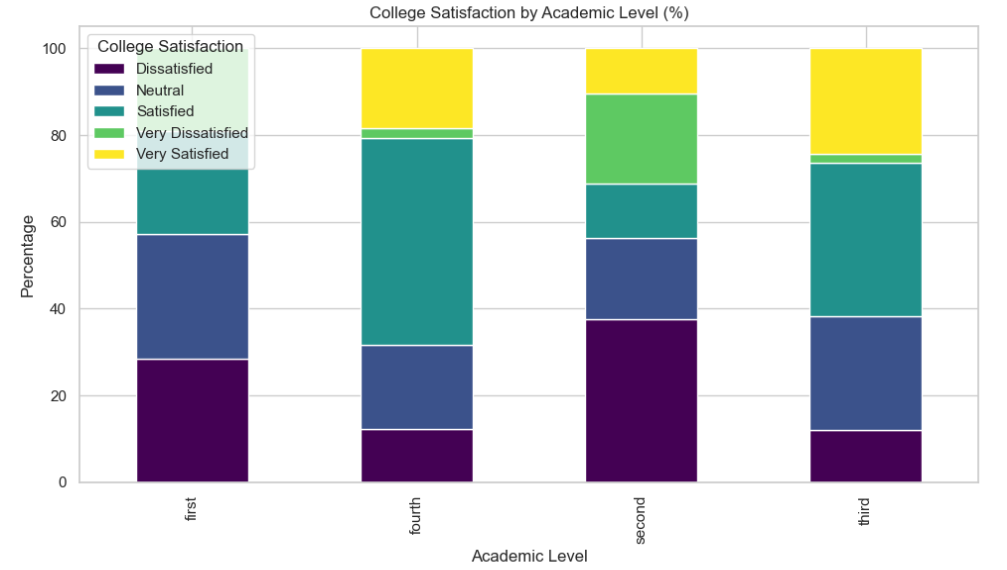 College Satisfaction by Academic Level (%)
College Satisfaction
Dissatisfied
Neutral
Satisfied
Very Dissatisfied
Very Satisfied
Percentage
100
80
60
40
20
0
first
fourth
second
third
Academic Level